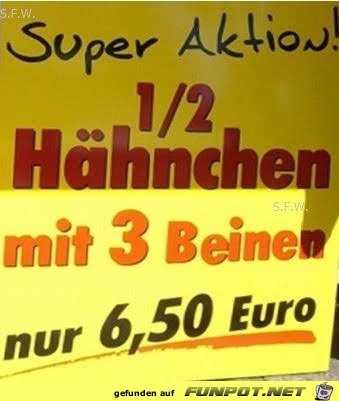 S.F.W.
Super Aktion!
1/2
Hähnchen
S.F.W.
mit 3 Beinen
nur 6,50 Euro
gefunden auf FUNPOT.NET